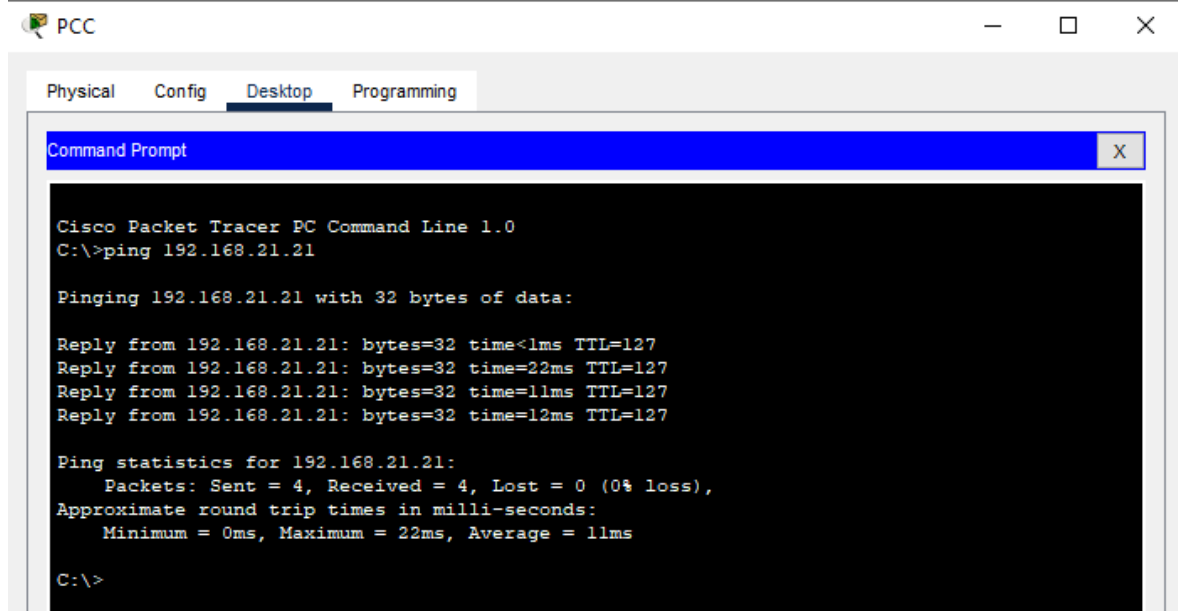 PCC
Physical Config Desktop Programming
Command Prompt
X
Cisco Packet Tracer PC Command Line 1.0
C:\>ping 192.168.21.21
Pinging 192.168.21.21 with 32 bytes of data:
Reply from 192.168.21.21: bytes=32 time<1ms TTL=127
Reply from 192.168.21.21: bytes=32 time=22ms TTL=127
Reply from 192.168.21.21: bytes=32 time=11ms TTL=127
Reply from 192.168.21.21: bytes=32 time=12ms TTL=127
Ping statistics for 192.168.21.21:
Packets: Sent = 4, Received = 4, Lost = 0 (0% loss),
Approximate round trip times in milli-seconds:
Minimum = 0ms, Maximum = 22ms, Average = 11ms
C:\>